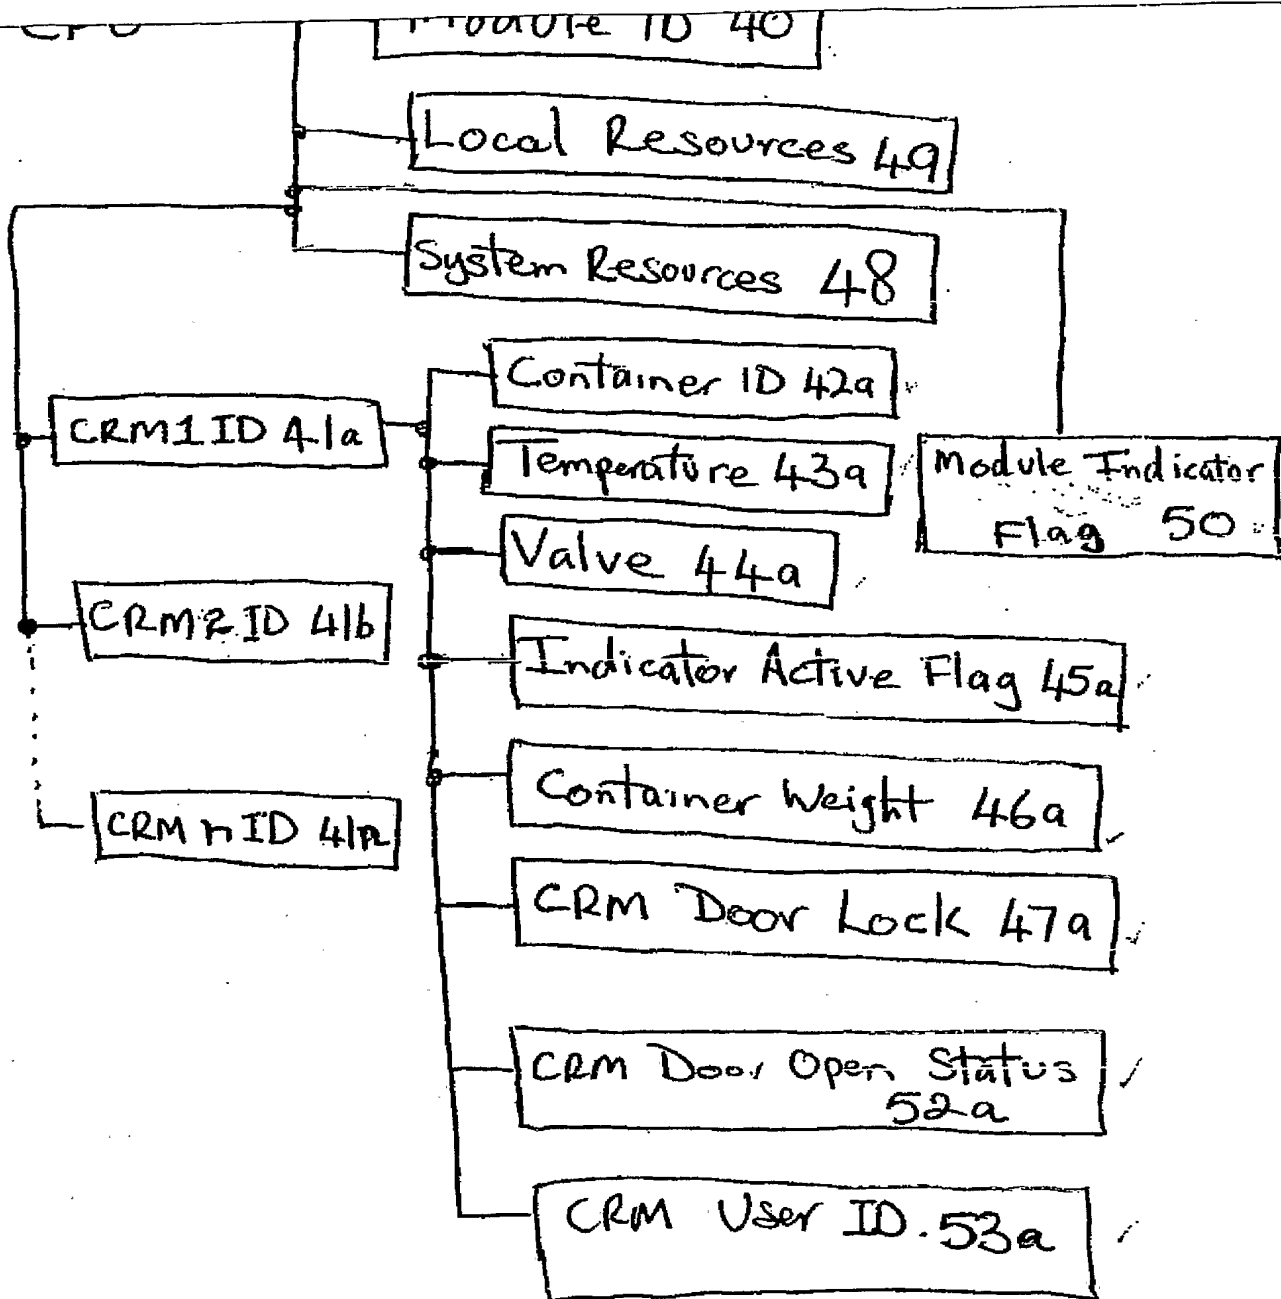 CPU
Module ID 40
Local Resources 49
System Resources 48
Container ID 42a
CRM1 ID 41a
Temperature 43a
Module Indicator
Flag 50
Valve 44a
CRM2 ID 41b
Indicator Active Flag 45a
Container Weight 46a
CRM n ID 41n
CRM Door Lock 47a
CRM Door Open Status
52a
CRM User ID. 53a